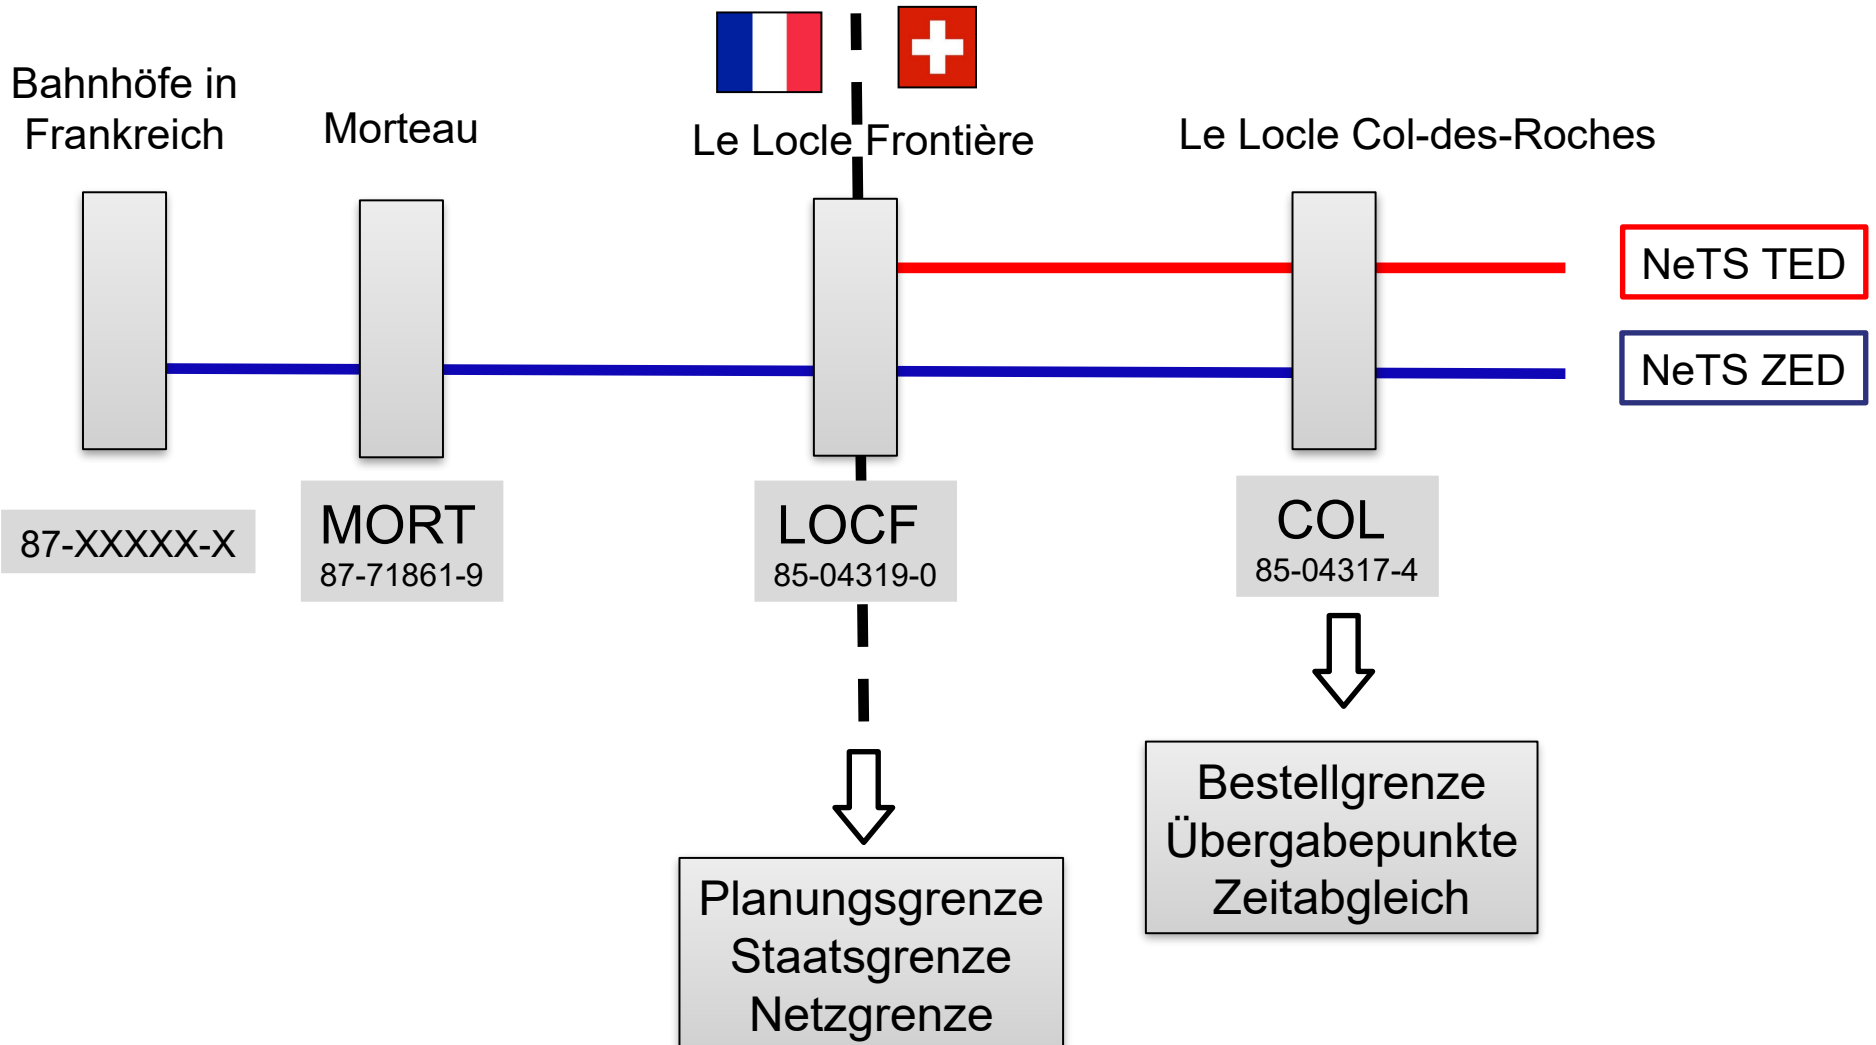 Bahnhöfe in
Frankreich
Morteau
Le Locle Frontière
Le Locle Col-des-Roches
NeTS TED
NeTS ZED
87-XXXXX-X
MORT
87-71861-9
LOCF
85-04319-0
COL
85-04317-4
Planungsgrenze
Staatsgrenze
Netzgrenze
Bestellgrenze
Übergabepunkte
Zeitabgleich